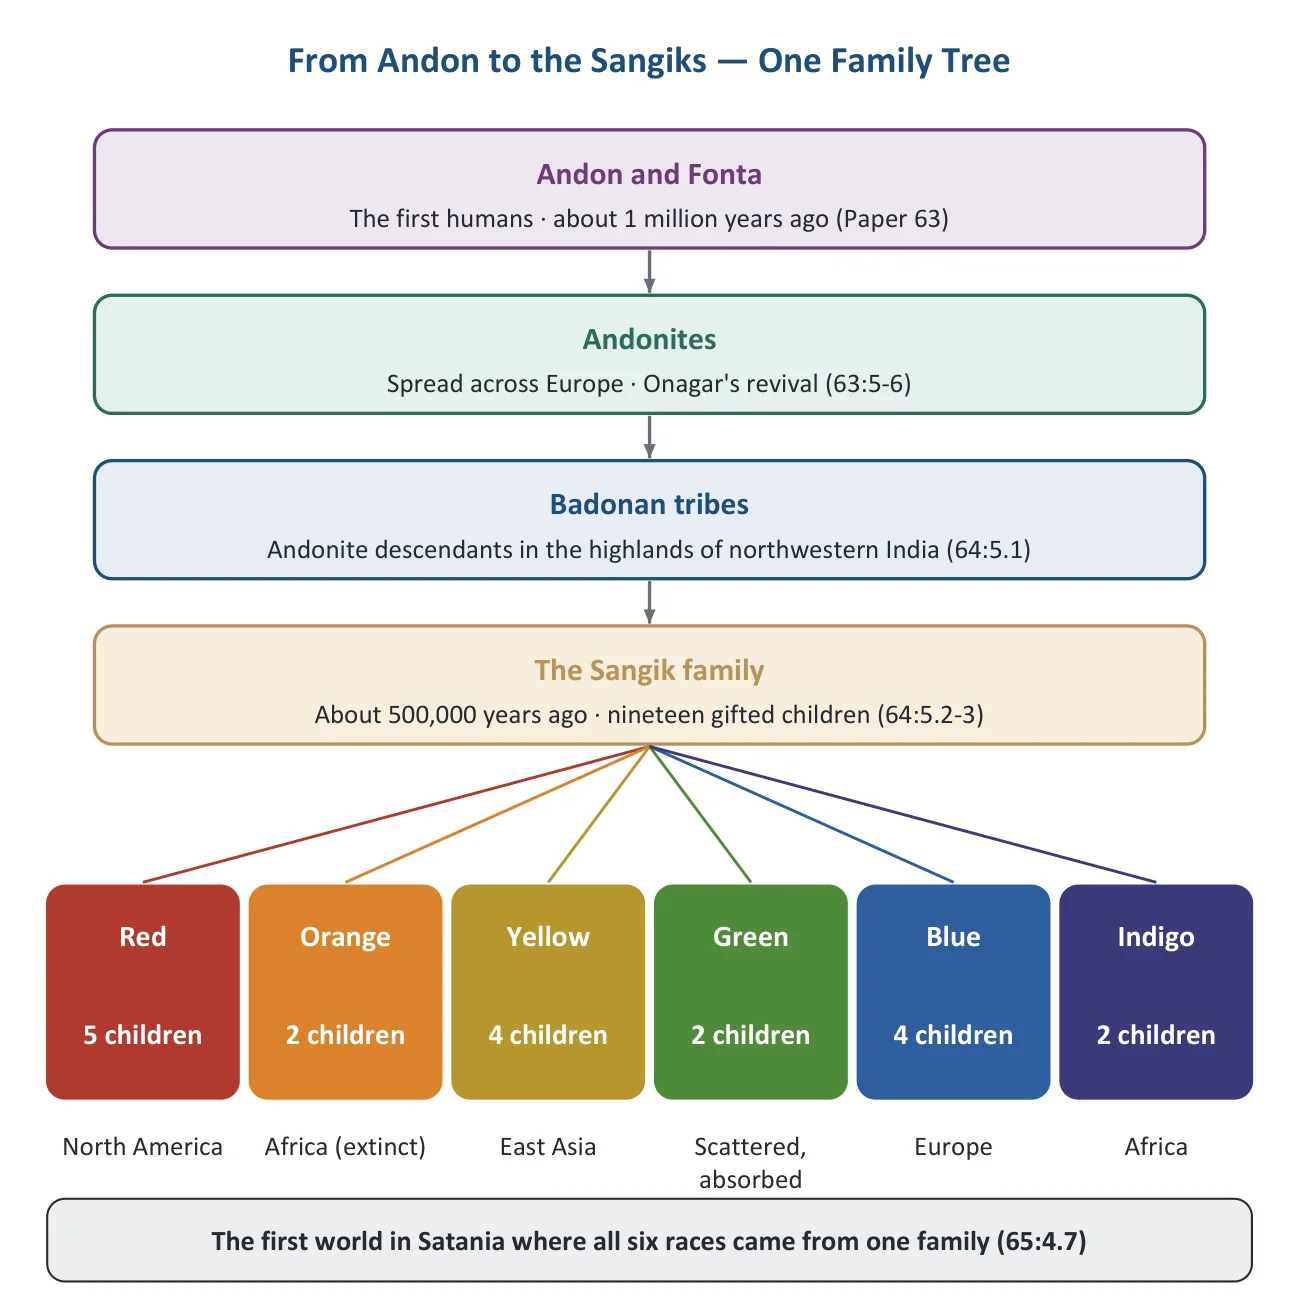 From Andon to the Sangiks — One Family Tree
Andon and Fonta
The first humans · about 1 million years ago (Paper 63)
Andonites
Spread across Europe · Onagar's revival (63:5-6)
Badonan tribes
Andonite descendants in the highlands of northwestern India (64:5.1)
The Sangik family
About 500,000 years ago · nineteen gifted children (64:5.2-3)
Red
5 children
North America
Orange
2 children
Africa (extinct)
Yellow
4 children
East Asia
Green
2 children
Scattered,
absorbed
Blue
4 children
Europe
Indigo
2 children
Africa
The first world in Satania where all six races came from one family (65:4.7)